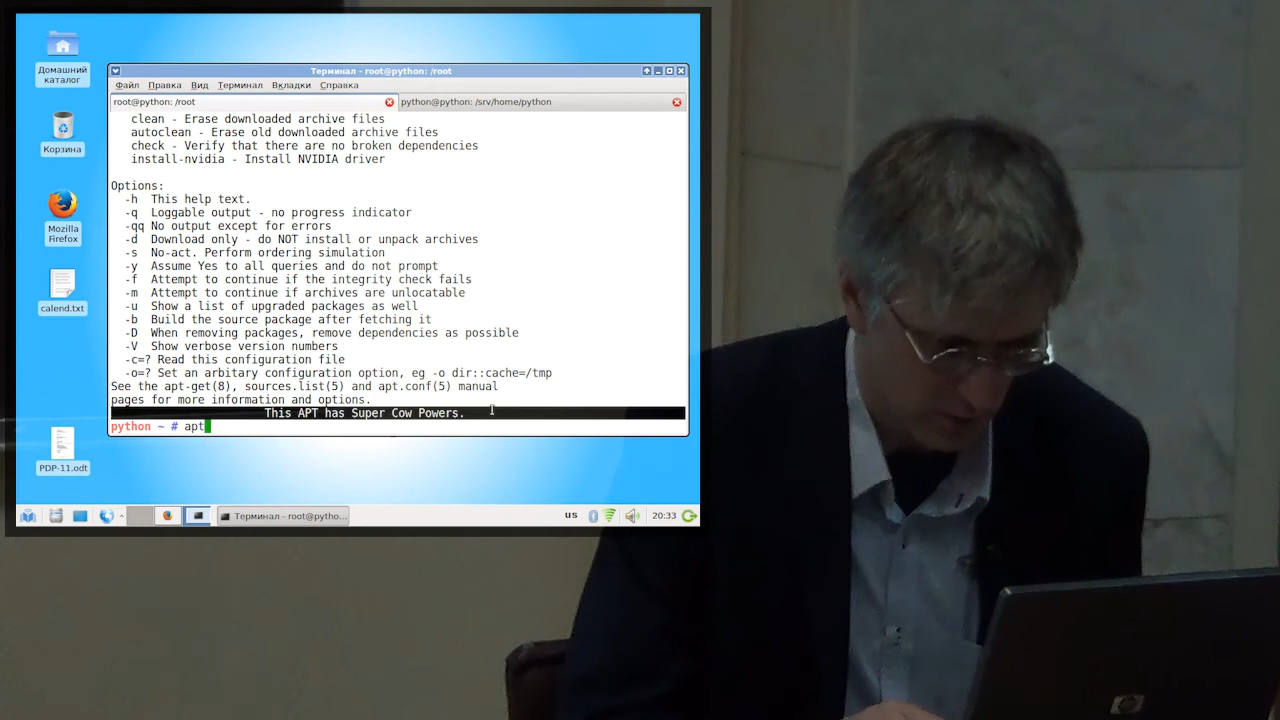 Домашний
каталог
Корзина
Mozilla
Firefox
calend.txt
PDP-11.odt
Терминал - root@python: /root
Файл Правка Вид Терминал Вкладки Справка
root@python: /root
python@python: /srv/home/python
clean - Erase downloaded archive files
autoclean - Erase old downloaded archive files
check - Verify that there are no broken dependencies
install-nvidia - Install NVIDIA driver
Options:
-h This help text.
-q Loggable output - no progress indicator
-qq No output except for errors
-d Download only - do NOT install or unpack archives
-s No-act. Perform ordering simulation
-y Assume Yes to all queries and do not prompt
-f Attempt to continue if the integrity check fails
-m Attempt to continue if archives are unlocatable
-u Show a list of upgraded packages as well
-b Build the source package after fetching it
-D When removing packages, remove dependencies as possible
-V Show verbose version numbers
-c=? Read this configuration file
-o=? Set an arbitary configuration option, eg -o dir::cache=/tmp
See the apt-get(8), sources.list(5) and apt.conf(5) manual
pages for more information and options.
This APT has Super Cow Powers.
python ~ # apt
Терминал - root@pytho...
us
20:33
hp